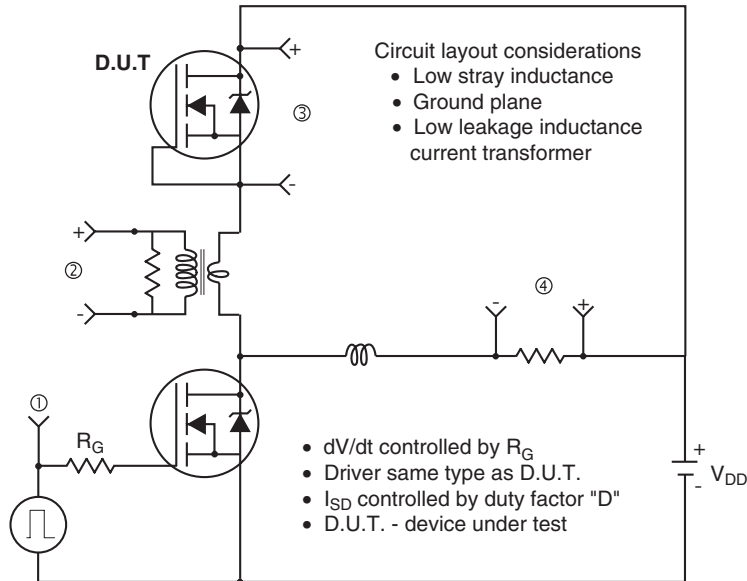 D.U.T
+
③
-
Circuit layout considerations
• Low stray inductance
• Ground plane
• Low leakage inductance
current transformer
+
②
-
④
-
+
①
R_G
• dV/dt controlled by R_G
• Driver same type as D.U.T.
• I_SD controlled by duty factor "D"
• D.U.T. - device under test
+
V_DD
-